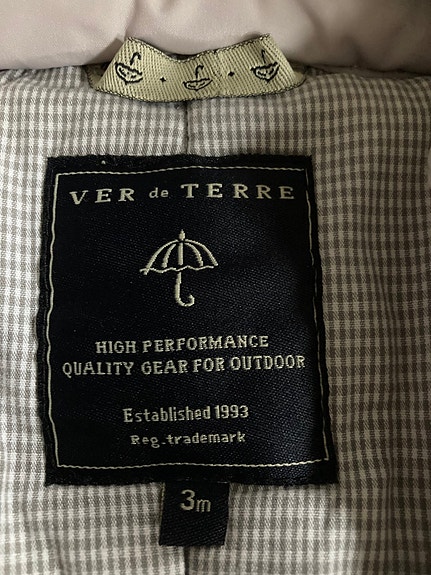 VER de TERRE
HIGH PERFORMANCE
QUALITY GEAR FOR OUTDOOR
Established 1993
Reg.trademark
3m